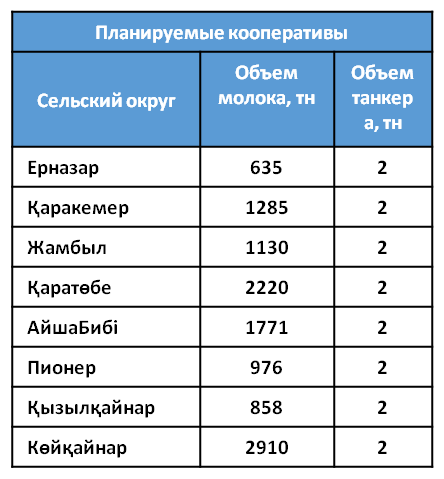 Планируемые кооперативы
Сельский округ
Объем
молока, тн
Объем
танкер
а, тн
Ерназар 635 2
Қаракемер 1285 2
Жамбыл 1130 2
Қаратөбе 2220 2
АйшаБибі 1771 2
Пионер 976 2
Қызылқайнар 858 2
Көйқайнар 2910 2